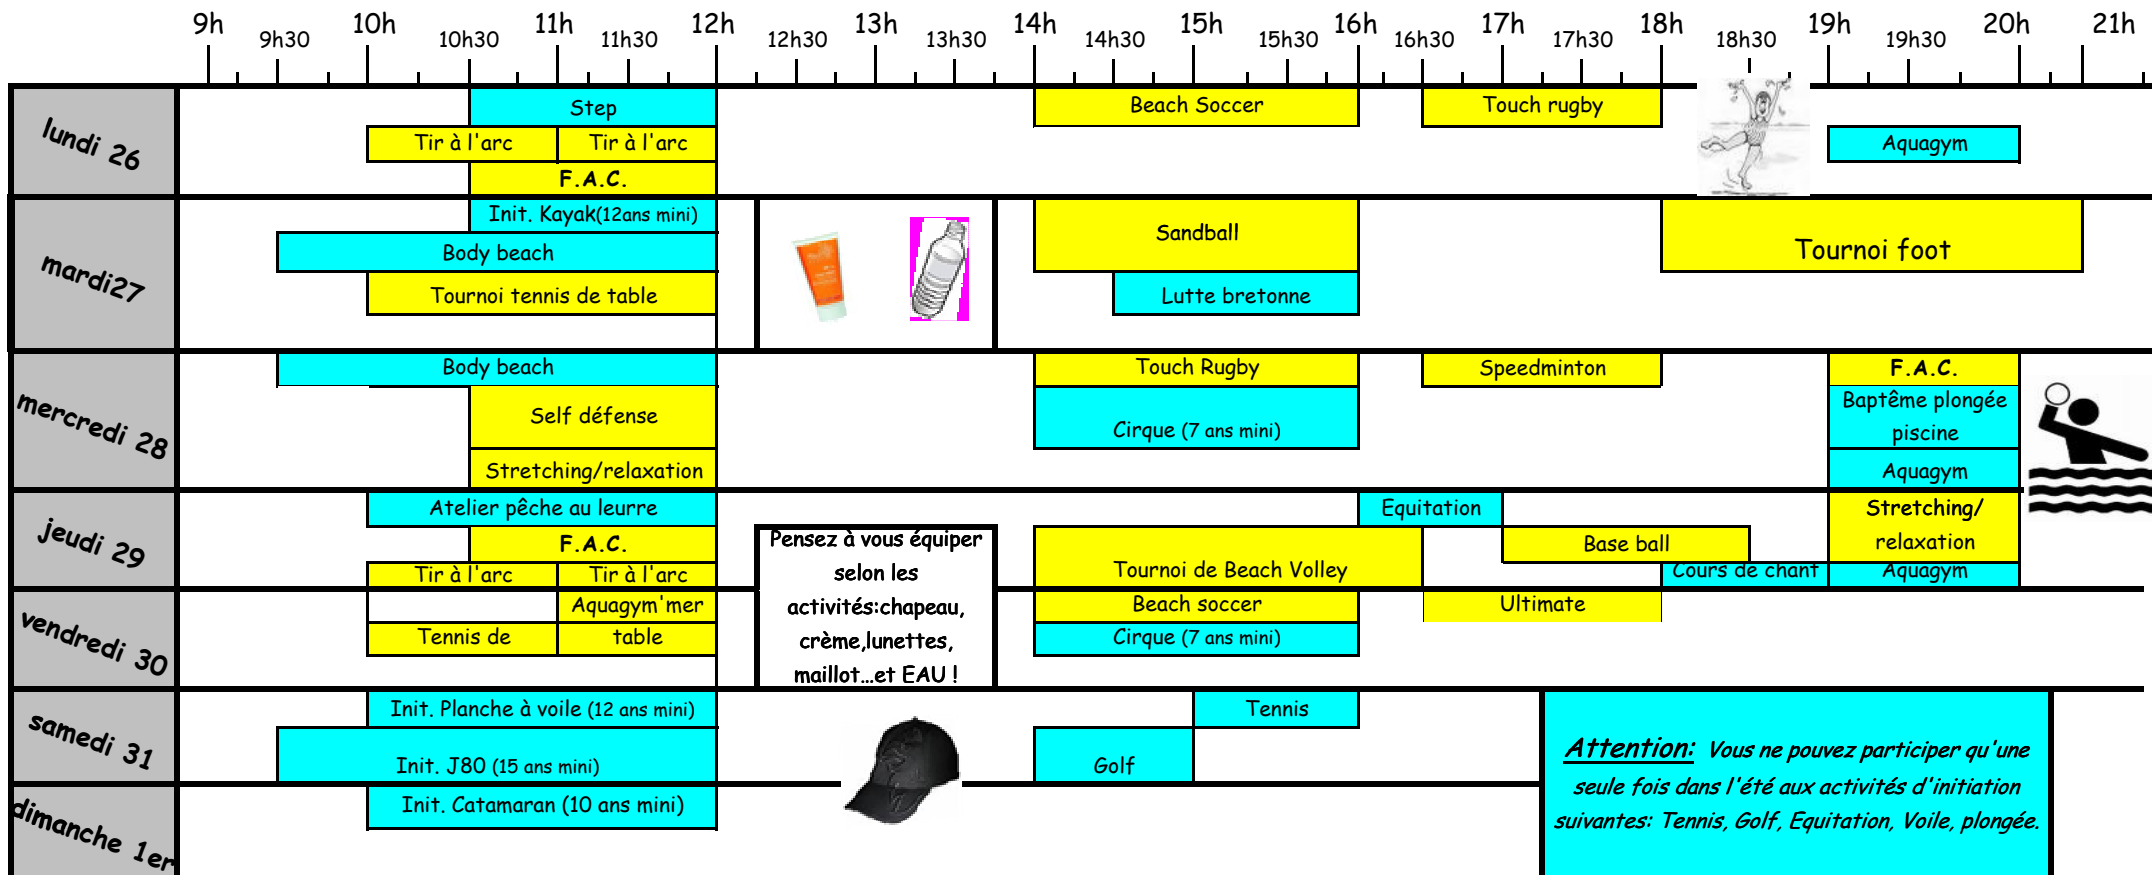 9h 10h 11h 12h 13h 14h 15h 16h 17h 18h 19h 20h 21h
9h30 10h30 11h30 12h30 13h30 14h30 15h30 16h30 17h30 18h30 19h30
lundi 26
Step
Beach Soccer
Touch rugby
Tir à l'arc
Tir à l'arc
Aquagym
F.A.C.
mardi27
Init. Kayak(12ans mini)
Body beach
Tournoi tennis de table
Sandball
Lutte bretonne
Tournoi foot
mercredi 28
Body beach
Self défense
Stretching/relaxation
Touch Rugby
Cirque (7 ans mini)
Speedminton
F.A.C.
Baptême plongée
piscine
Aquagym
jeudi 29
Atelier pêche au leurre
F.A.C.
Tir à l'arc
Tir à l'arc
Tournoi de Beach Volley
Equitation
Base ball
Cours de chant
Stretching/
relaxation
Aquagym
Pensez à vous équiper
selon les
activités:chapeau,
crème,lunettes,
maillot...et EAU !
vendredi 30
Aquagym'mer
Tennis de
table
Beach soccer
Cirque (7 ans mini)
Ultimate
samedi 31
Init. Planche à voile (12 ans mini)
Init. J80 (15 ans mini)
Tennis
Golf
dimanche 1er
Init. Catamaran (10 ans mini)
Attention: Vous ne pouvez participer qu'une
seule fois dans l'été aux activités d'initiation
suivantes: Tennis, Golf, Equitation, Voile, plongée.